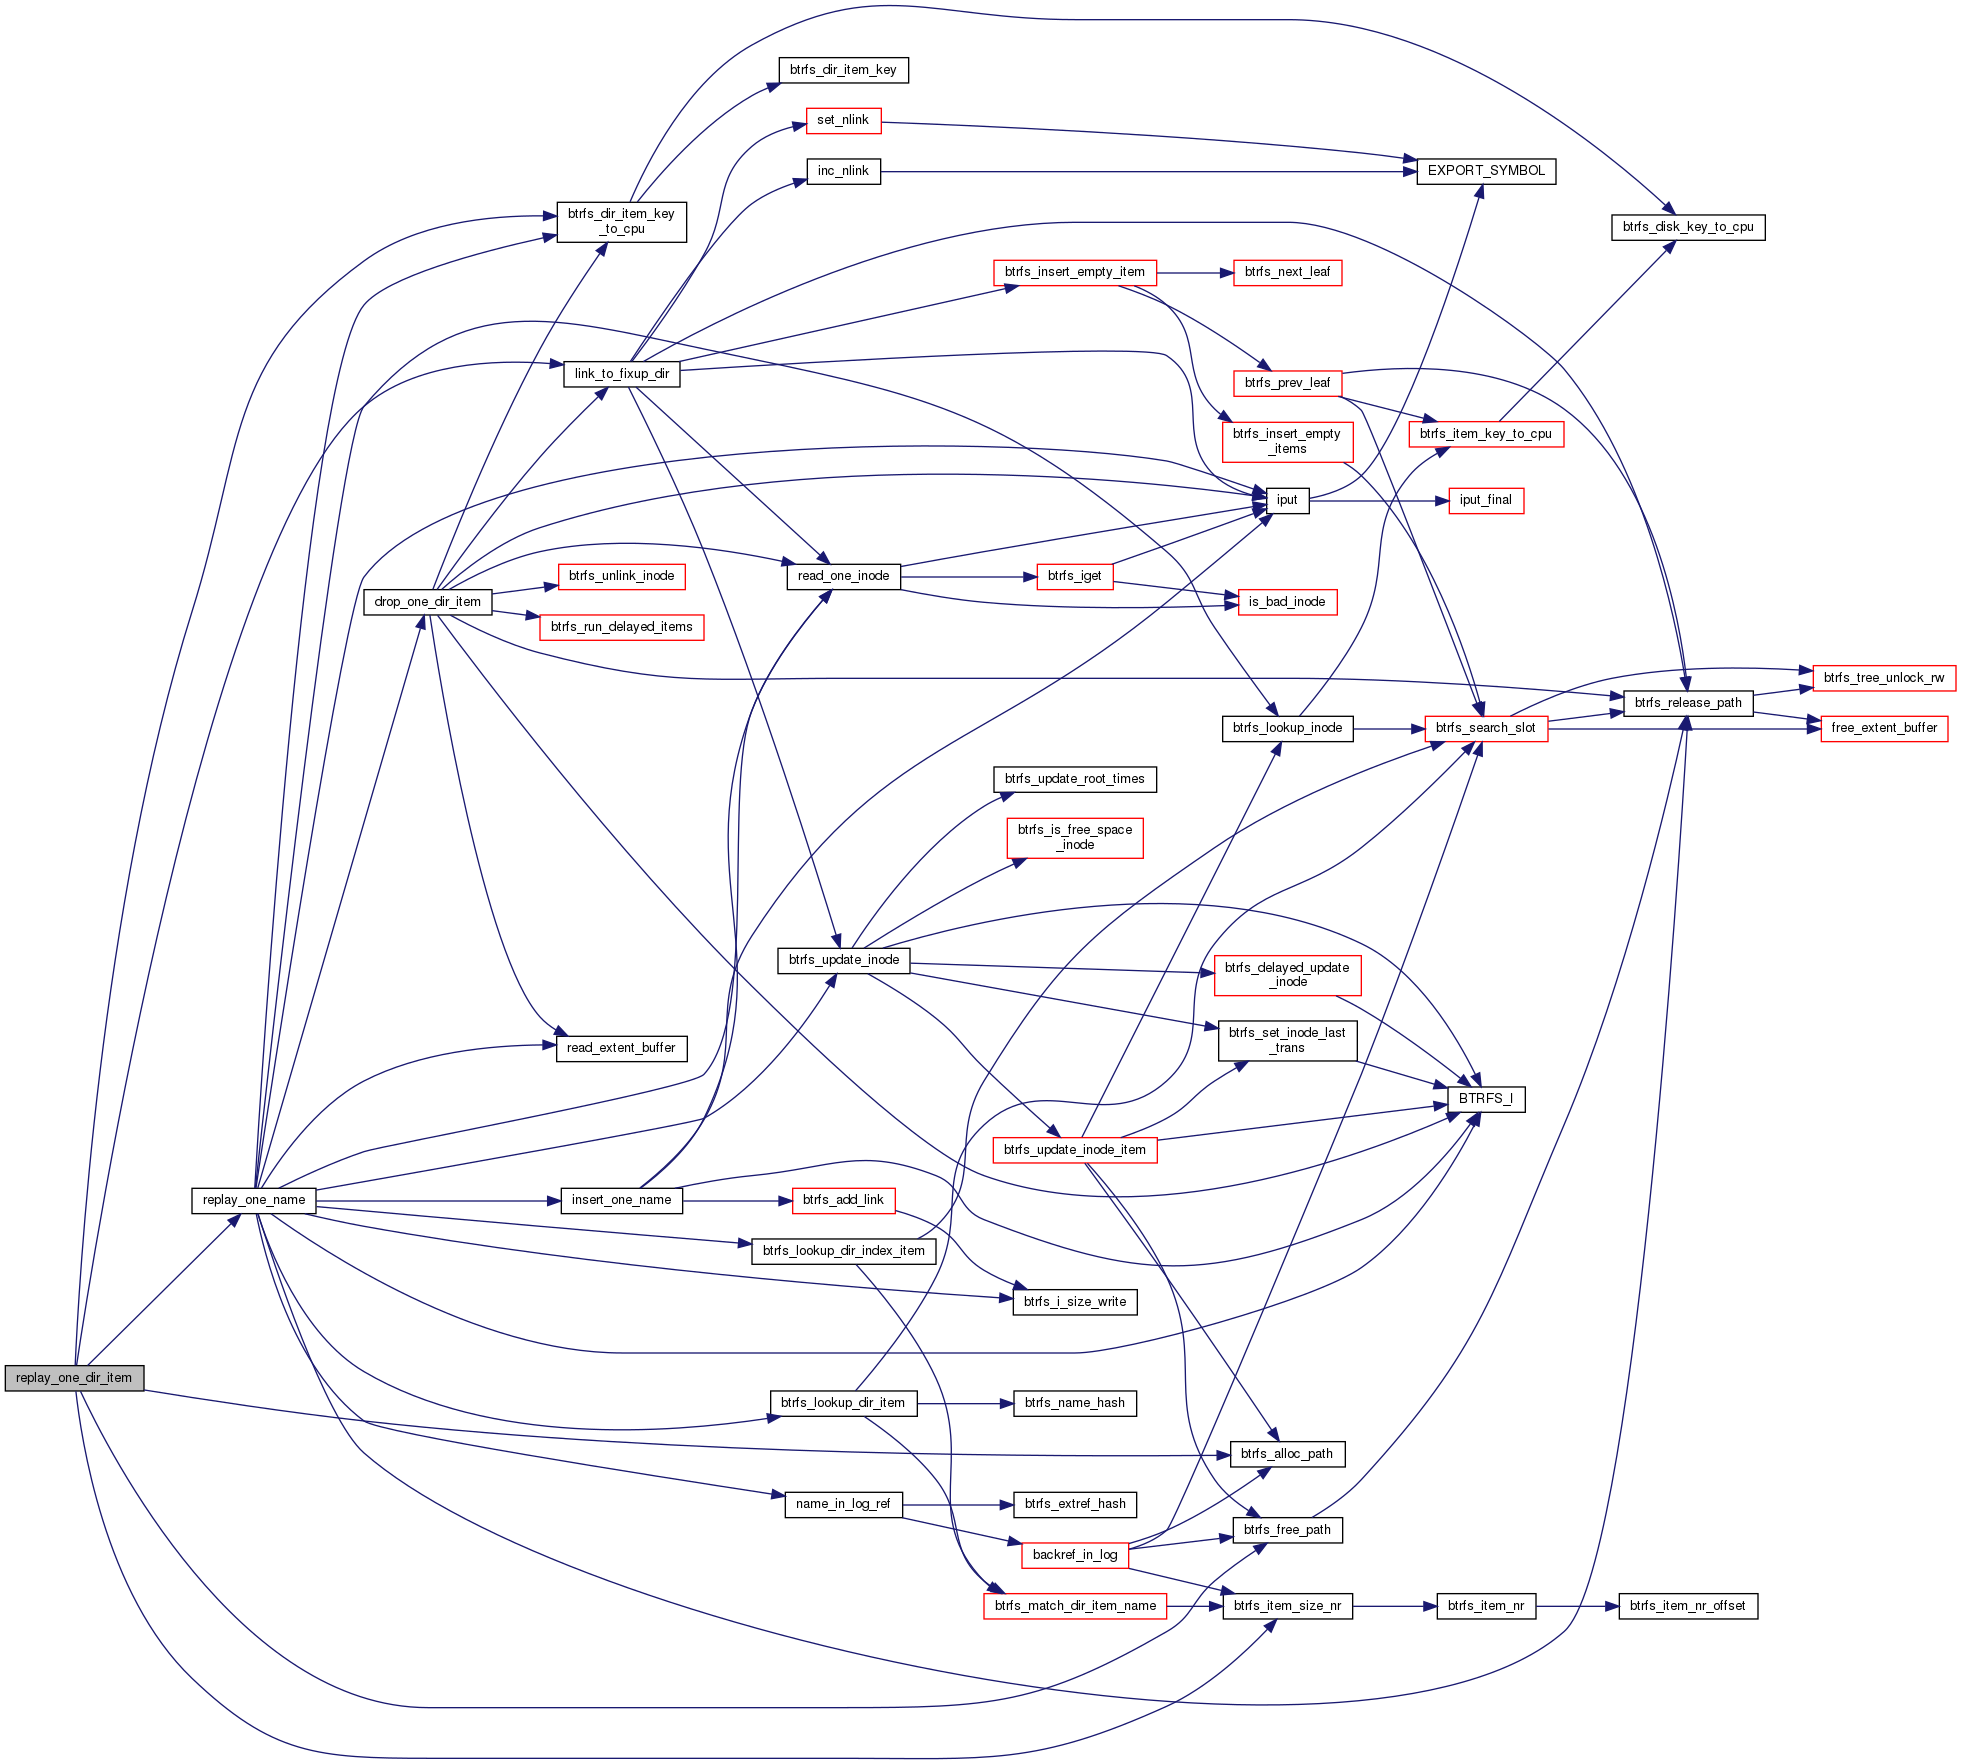 btrfs_dir_item_key
set_nlink
inc_nlink
EXPORT_SYMBOL
btrfs_dir_item_key
_to_cpu
btrfs_disk_key_to_cpu
btrfs_insert_empty_item
btrfs_next_leaf
link_to_fixup_dir
btrfs_prev_leaf
btrfs_insert_empty
_items
btrfs_item_key_to_cpu
iput
iput_final
btrfs_unlink_inode
read_one_inode
btrfs_iget
drop_one_dir_item
is_bad_inode
btrfs_run_delayed_items
btrfs_tree_unlock_rw
btrfs_release_path
btrfs_lookup_inode
btrfs_search_slot
free_extent_buffer
btrfs_update_root_times
btrfs_is_free_space
_inode
btrfs_update_inode
btrfs_delayed_update
_inode
btrfs_set_inode_last
_trans
read_extent_buffer
BTRFS_I
btrfs_update_inode_item
replay_one_name
insert_one_name
btrfs_add_link
btrfs_lookup_dir_index_item
btrfs_i_size_write
replay_one_dir_item
btrfs_lookup_dir_item
btrfs_name_hash
btrfs_alloc_path
name_in_log_ref
btrfs_extref_hash
btrfs_free_path
backref_in_log
btrfs_match_dir_item_name
btrfs_item_size_nr
btrfs_item_nr
btrfs_item_nr_offset